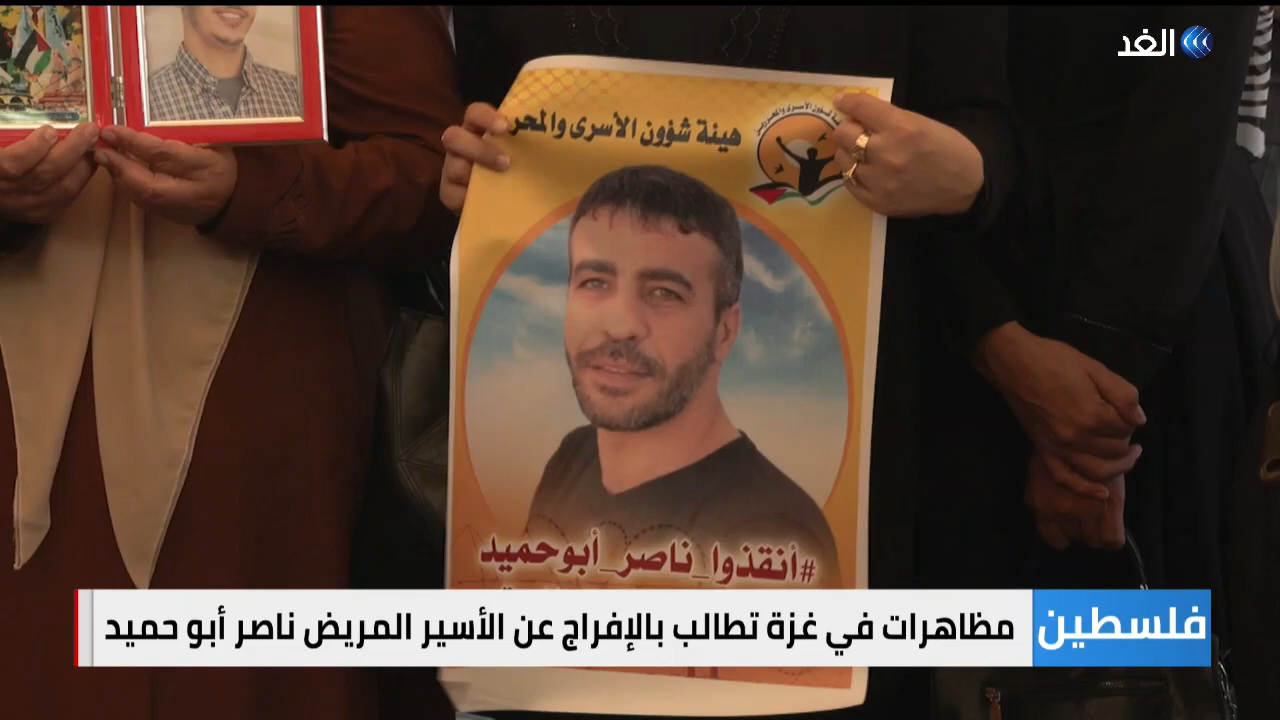 الغد
هيئة شؤون الأسرى والمحر
#أنقذوا_ناصر_أبوحميد
فلسطين
مظاهرات في غزة تطالب بالإفراج عن الأسير المريض ناصر أبو حميد